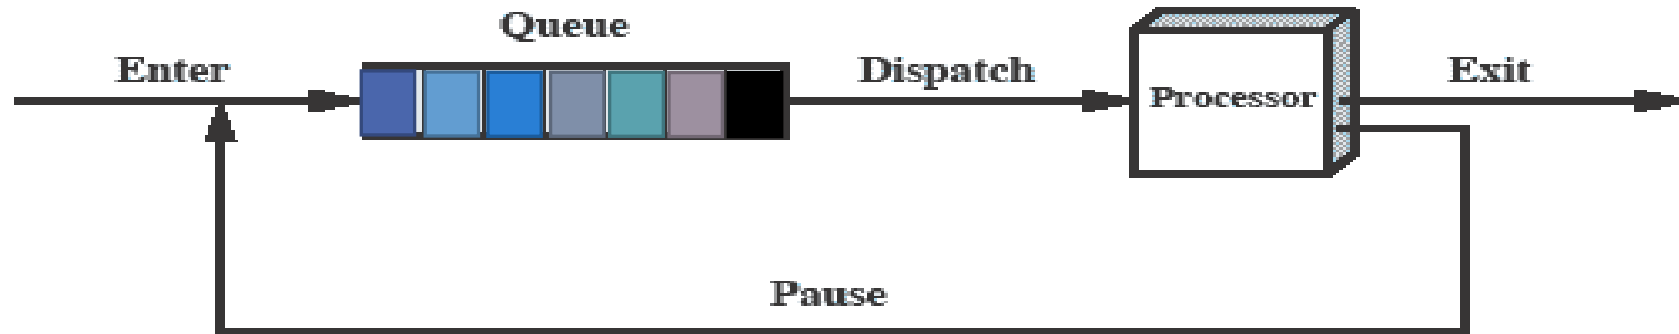 Queue
Enter
Dispatch
Processor
Exit
Pause